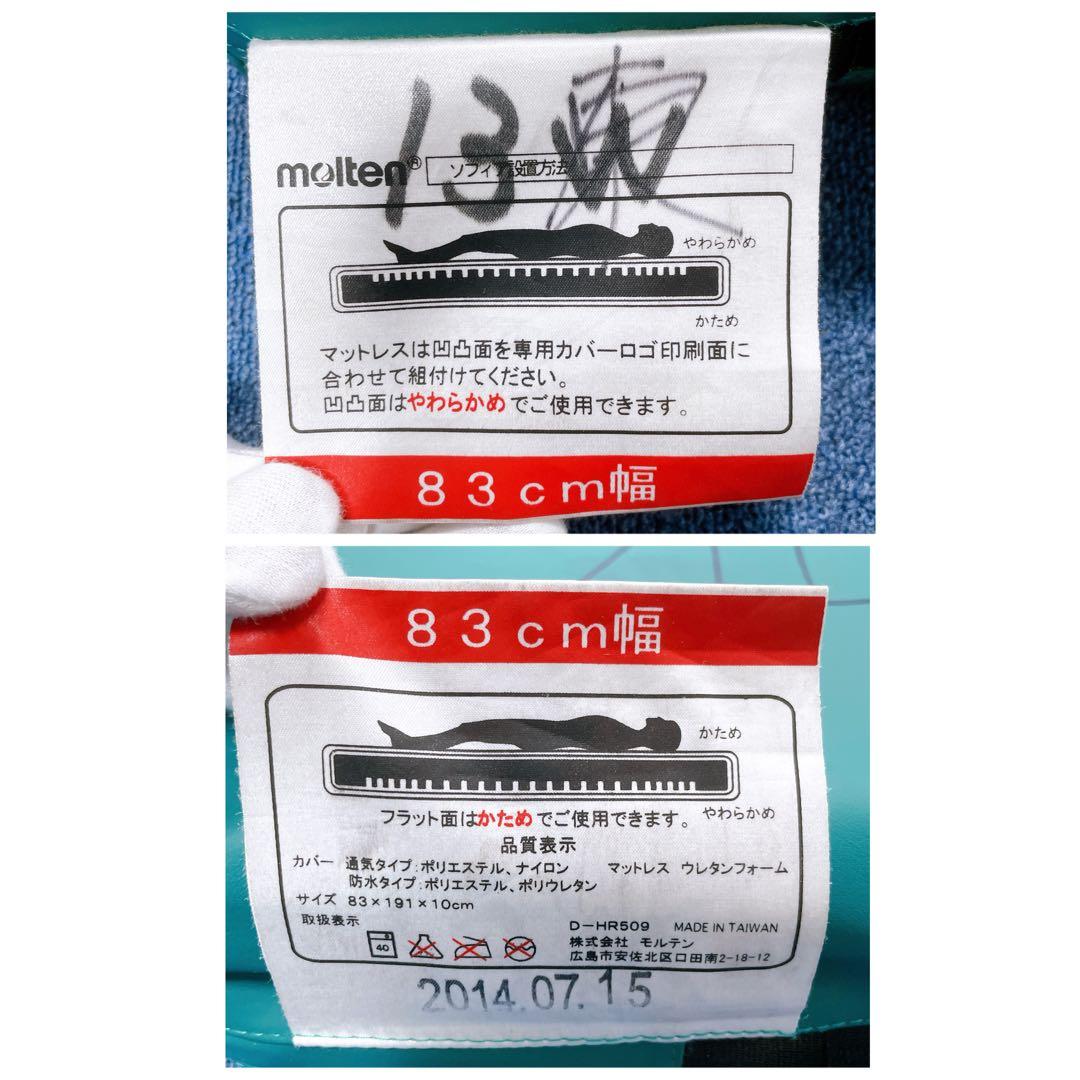 13 W
molten® ソフィア設置方法
やわらかめ
かため
マットレスは凹凸面を専用カバーロゴ印刷面に
合わせて組付けてください。
凹凸面はやわらかめでご使用できます。
83cm幅
83cm幅
かため
フラット面はかためでご使用できます。 やわらかめ
品質表示
カバー 通気タイプ:ポリエステル、ナイロン マットレス ウレタンフォーム
防水タイプ:ポリエステル、ポリウレタン
サイズ 83×191×10cm
取扱表示
D-HR509 MADE IN TAIWAN
40
株式会社 モルテン
広島市安佐北区口田南2-18-12
2014.07.15